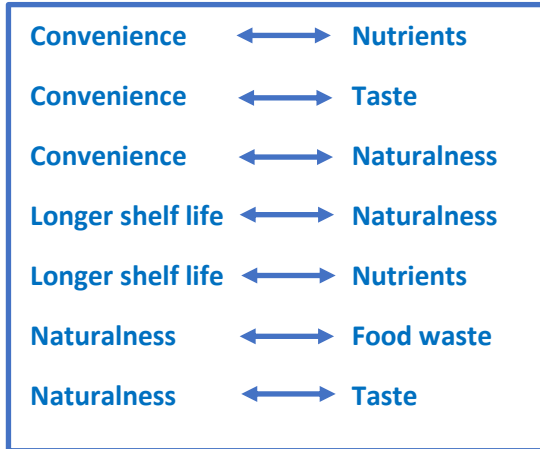 Convenience Nutrients
Convenience Taste
Convenience Naturalness
Longer shelf life Naturalness
Longer shelf life Nutrients
Naturalness Food waste
Naturalness Taste